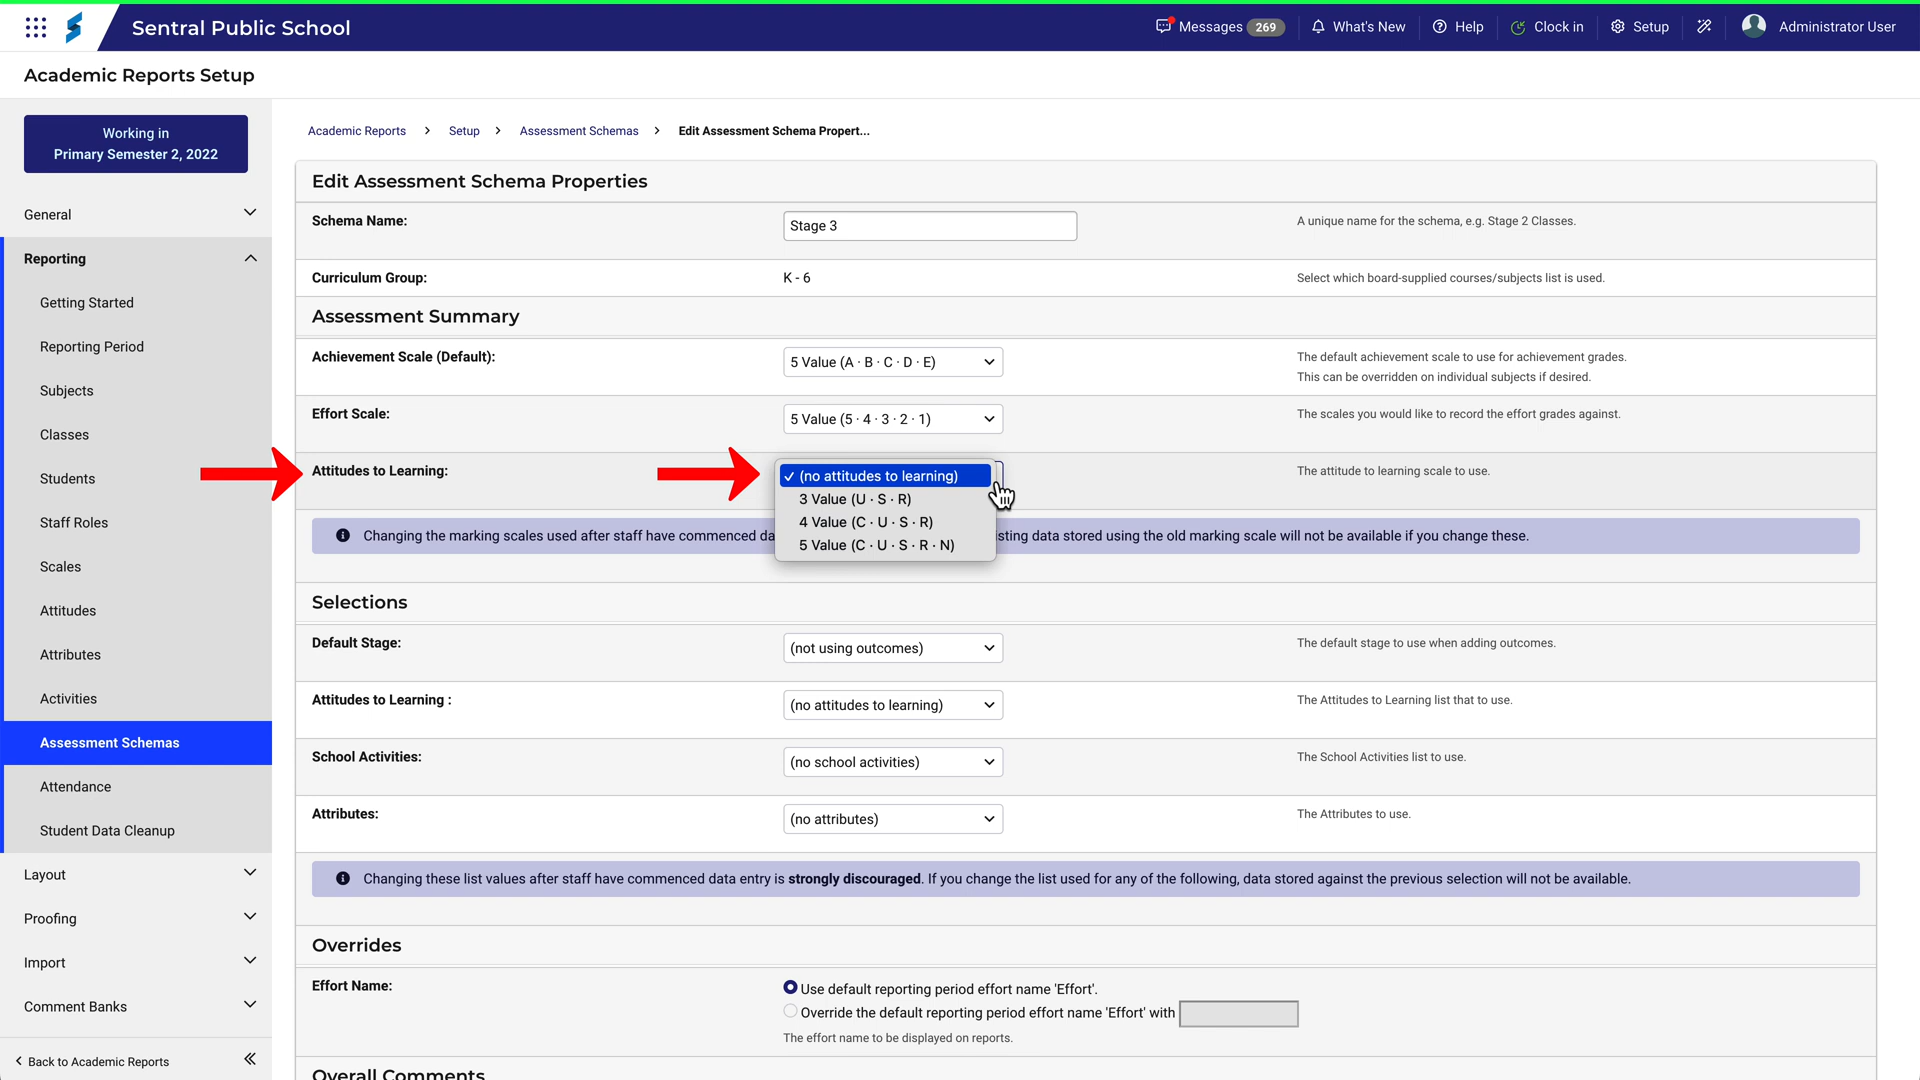 Sentral Public School
Messages 269
What's New
Help
Clock in
Setup
Administrator User
Academic Reports Setup
Working in
Primary Semester 2, 2022
General
Reporting
Getting Started
Reporting Period
Subjects
Classes
Students
Staff Roles
Scales
Attitudes
Attributes
Activities
Assessment Schemas
Attendance
Student Data Cleanup
Layout
Proofing
Import
Comment Banks
Back to Academic Reports
Academic Reports > Setup > Assessment Schemas > Edit Assessment Schema Propert...
Edit Assessment Schema Properties
Schema Name: Stage 3 A unique name for the schema, e.g. Stage 2 Classes.
Curriculum Group: K - 6 Select which board-supplied courses/subjects list is used.
Assessment Summary
Achievement Scale (Default): 5 Value (A · B · C · D · E) The default achievement scale to use for achievement grades.
This can be overridden on individual subjects if desired.
Effort Scale: 5 Value (5 · 4 · 3 · 2 · 1) The scales you would like to record the effort grades against.
Attitudes to Learning: ✓ (no attitudes to learning) The attitude to learning scale to use.
3 Value (U · S · R)
4 Value (C · U · S · R)
5 Value (C · U · S · R · N)
Changing the marking scales used after staff have commenced da sting data stored using the old marking scale will not be available if you change these.
Selections
Default Stage: (not using outcomes) The default stage to use when adding outcomes.
Attitudes to Learning : (no attitudes to learning) The Attitudes to Learning list that to use.
School Activities: (no school activities) The School Activities list to use.
Attributes: (no attributes) The Attributes to use.
Changing these list values after staff have commenced data entry is strongly discouraged. If you change the list used for any of the following, data stored against the previous selection will not be available.
Overrides
Effort Name: Use default reporting period effort name 'Effort'.
Override the default reporting period effort name 'Effort' with
The effort name to be displayed on reports.
Overall Comments